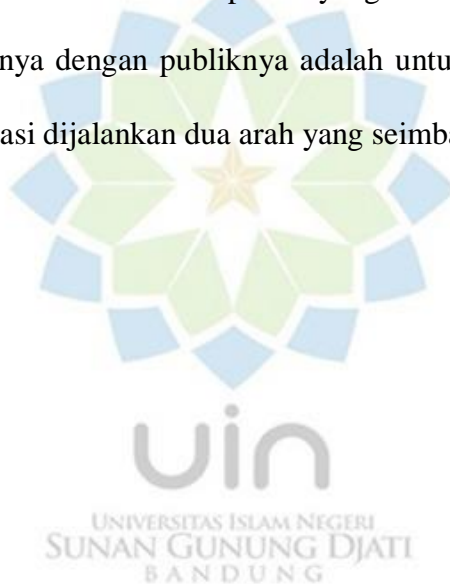 nya dengan publiknya adalah untu
asi dijalankan dua arah yang seimba
uin
UNIVERSITAS ISLAM NEGERI
SUNAN GUNUNG DJATI
BANDUNG